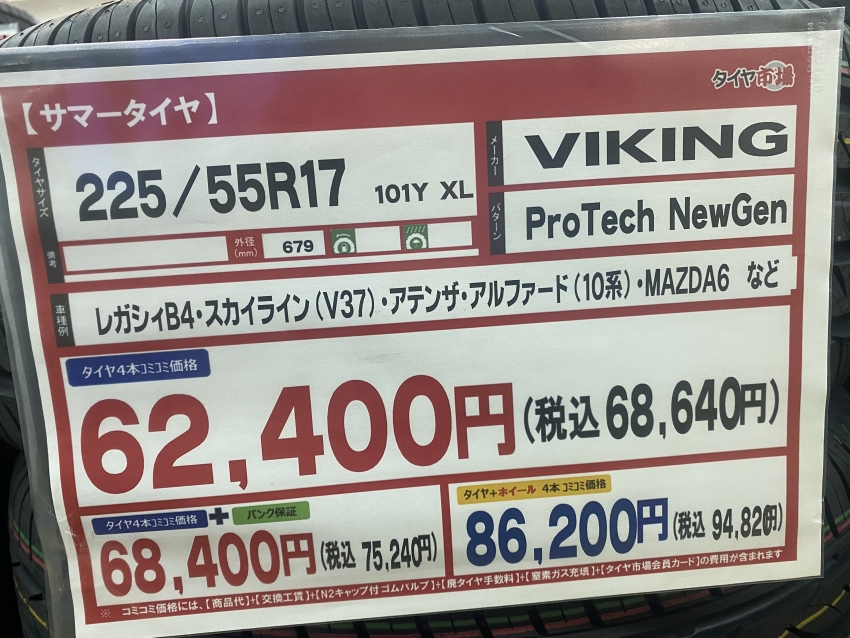 タイヤ市場
【サマータイヤ】
タイヤサイズ
225/55R17 101Y XL
メーカー
VIKING
パターン
ProTech NewGen
備考
外径(mm) 679
車種例
レガシィB4・スカイライン(V37)・アテンザ・アルファード(10系)・MAZDA6 など
タイヤ4本コミコミ価格
62,400円(税込 68,640円)
タイヤ4本コミコミ価格+パンク保証
68,400円(税込 75,240円)
タイヤ+ホイール 4本コミコミ価格
86,200円(税込 94,820円)
※ コミコミ価格には、【商品代】+【交換工賃】+【N2キャップ付ゴムバルブ】+【廃タイヤ手数料】+【窒素ガス充填】+【タイヤ市場会員カード】の費用が含まれます